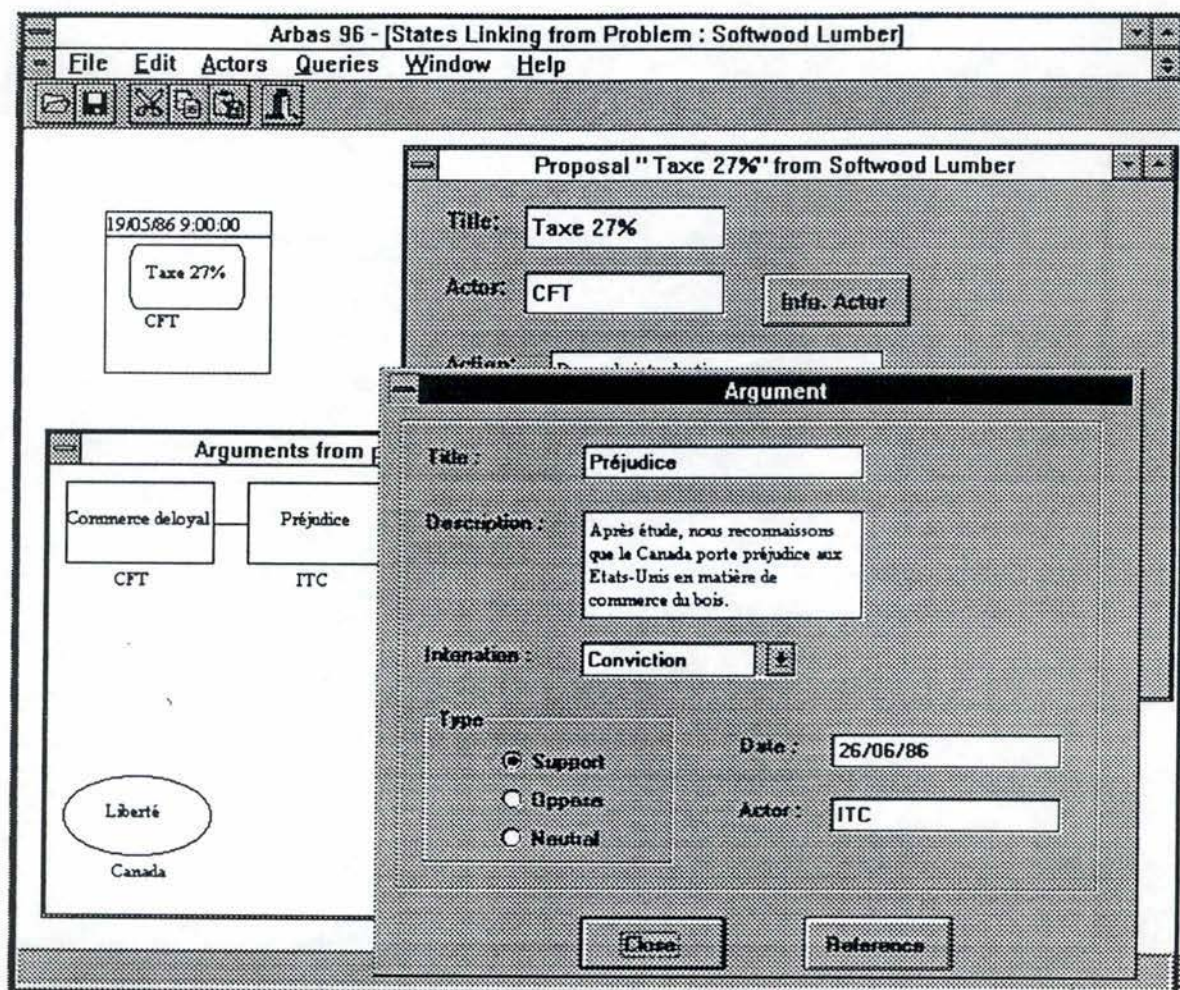 Arbas 96 - [States Linking from Problem : Softwood Lumber]
File Edit Actors Queries Window Help
19/05/86 9:00:00
Taxe 27%
CFT
Proposal "Taxe 27%" from Softwood Lumber
Title: Taxe 27%
Actor: CFT
Info. Actor
Action:
Arguments from
Commerce deloyal
CFT
Préjudice
ITC
Liberté
Canada
Argument
Title : Préjudice
Description : Après étude, nous reconnaissons
que le Canada porte préjudice aux
Etats-Unis en matière de
commerce du bois.
Intenation : Conviction
Type
Support
Oppose
Neutral
Date : 26/06/86
Actor : ITC
Close
Reference